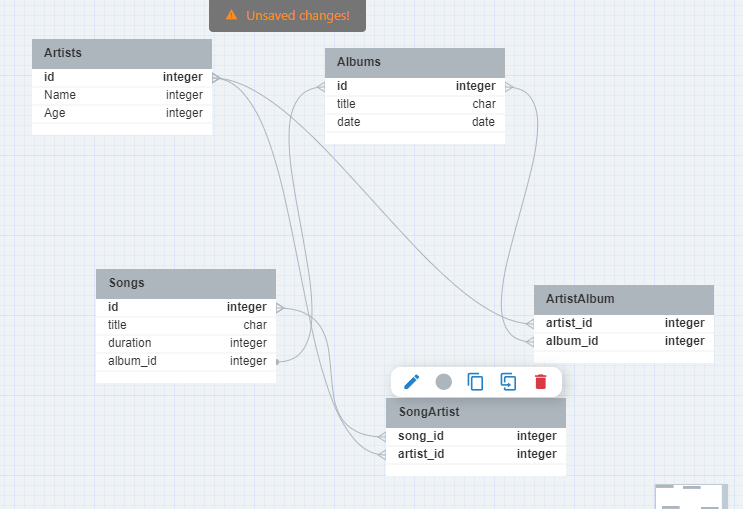 Unsaved changes!
Artists
id integer
Name integer
Age integer
Albums
id integer
title char
date date
Songs
id integer
title char
duration integer
album_id integer
ArtistAlbum
artist_id integer
album_id integer
SongArtist
song_id integer
artist_id integer